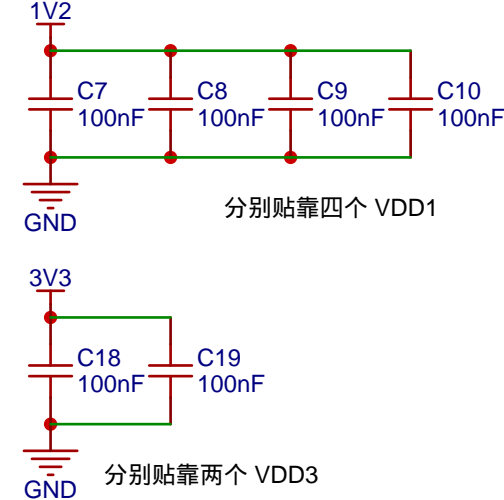 1V2
C7 C8 C9 C10
100nF 100nF 100nF 100nF
分别贴靠四个 VDD1
GND
3V3
C18 C19
100nF 100nF
分别贴靠两个 VDD3
GND